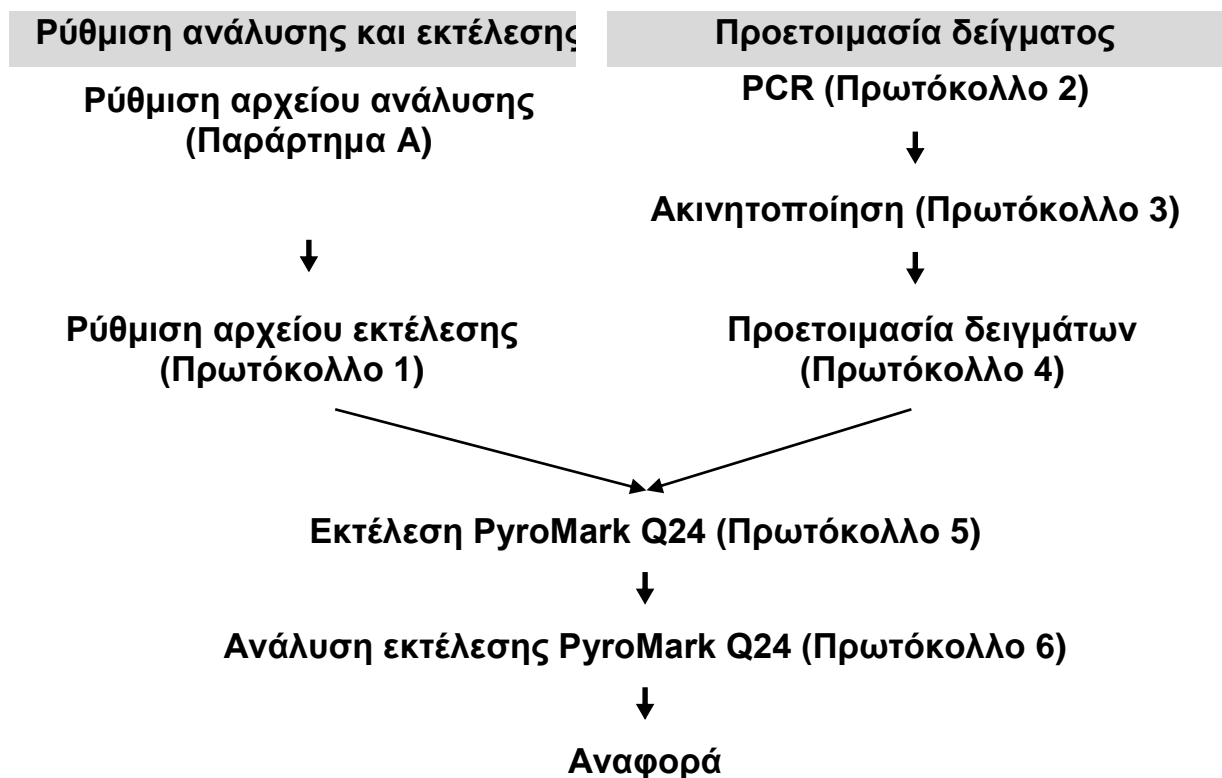 Ρύθμιση ανάλυσης και εκτέλεσης
Ρύθμιση αρχείου ανάλυσης
(Παράρτημα Α)
Ρύθμιση αρχείου εκτέλεσης
(Πρωτόκολλο 1)
Προετοιμασία δείγματος
PCR (Πρωτόκολλο 2)
Ακινητοποίηση (Πρωτόκολλο 3)
Προετοιμασία δειγμάτων
(Πρωτόκολλο 4)
Εκτέλεση PyroMark Q24 (Πρωτόκολλο 5)
Ανάλυση εκτέλεσης PyroMark Q24 (Πρωτόκολλο 6)
Αναφορά